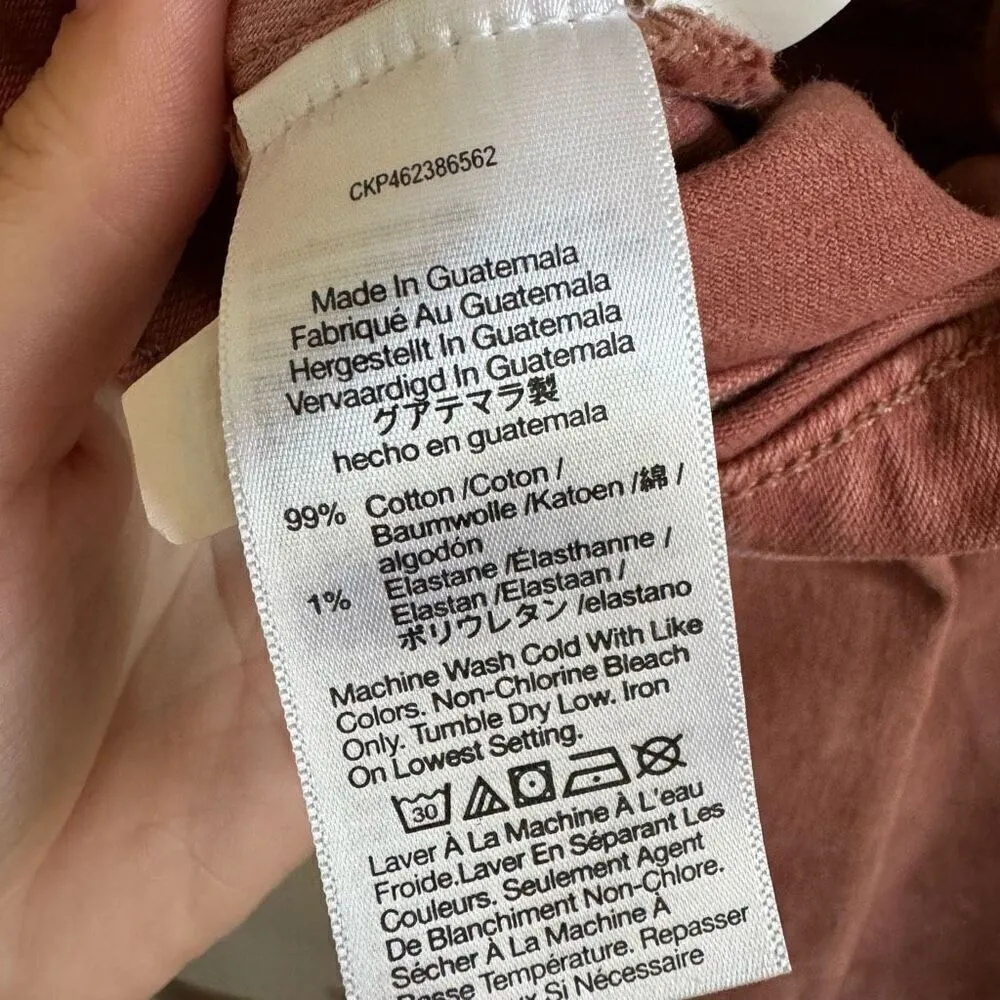 CKP462386562
Made In Guatemala
Fabriqué Au Guatemala
Hergestellt In Guatemala
Vervaardigd In Guatemala
グアテマラ製
hecho en guatemala
99% Cotton /Coton /
Baumwolle /Katoen /綿 /
algodón
1% Elastane /Élasthanne /
Elastan /Elastaan /
ポリウレタン /elastano
Machine Wash Cold With Like
Colors. Non-Chlorine Bleach
Only. Tumble Dry Low. Iron
On Lowest Setting.
30
Laver À La Machine À L'eau
Froide.Laver En Séparant Les
Couleurs. Seulement Agent
De Blanchiment Non-Chlore.
Sécher À La Machine À
Basse Température. Repasser
Si Nécessaire